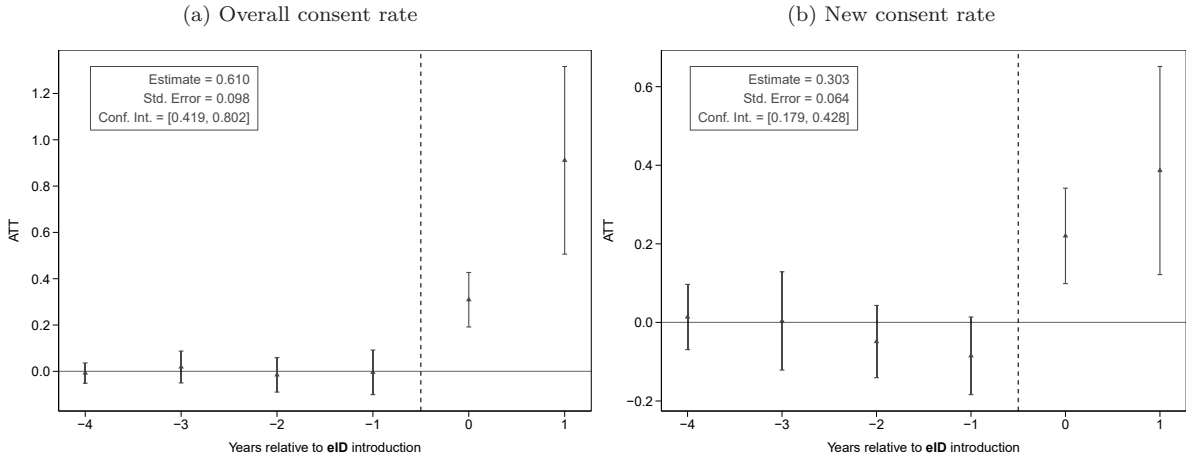 (a) Overall consent rate
Estimate = 0.610
Std. Error = 0.098
Conf. Int. = [0.419, 0.802]
1.2
1.0
0.8
0.6
0.4
0.2
0.0
ATT
−4 −3 −2 −1 0 1
Years relative to eID introduction
(b) New consent rate
Estimate = 0.303
Std. Error = 0.064
Conf. Int. = [0.179, 0.428]
0.6
0.4
0.2
0.0
−0.2
ATT
−4 −3 −2 −1 0 1
Years relative to eID introduction